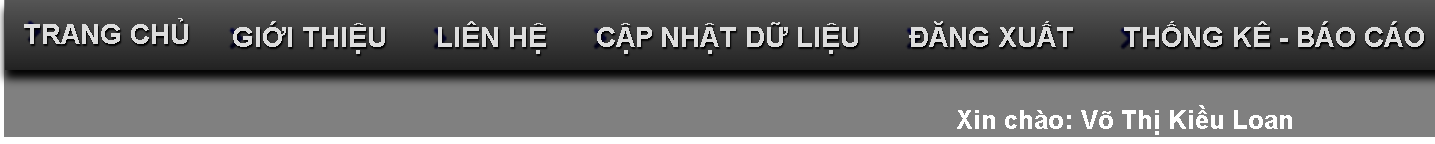 TRANG CHỦ GIỚI THIỆU LIÊN HỆ CẬP NHẬT DỮ LIỆU ĐĂNG XUẤT THỐNG KÊ - BÁO CÁO
Xin chào: Võ Thị Kiều Loan